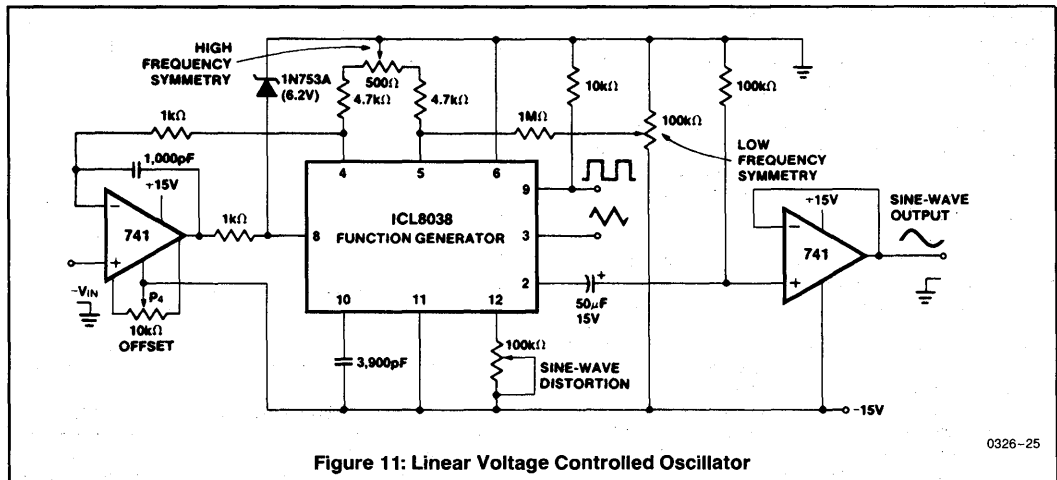 HIGH
FREQUENCY
SYMMETRY
1N753A
(6.2V)
500Ω
4.7kΩ
4.7kΩ
10kΩ
100kΩ
1kΩ
1MΩ
100kΩ
LOW
FREQUENCY
SYMMETRY
1,000pF
+15V
−
741
+
1kΩ
4
5
6
9
ICL8038
FUNCTION GENERATOR
8
3
2
10
11
12
−VIN
P4
10kΩ
OFFSET
3,900pF
100kΩ
SINE-WAVE
DISTORTION
+
50µF
15V
+15V
−
741
+
SINE-WAVE
OUTPUT
−15V
0326–25
Figure 11: Linear Voltage Controlled Oscillator